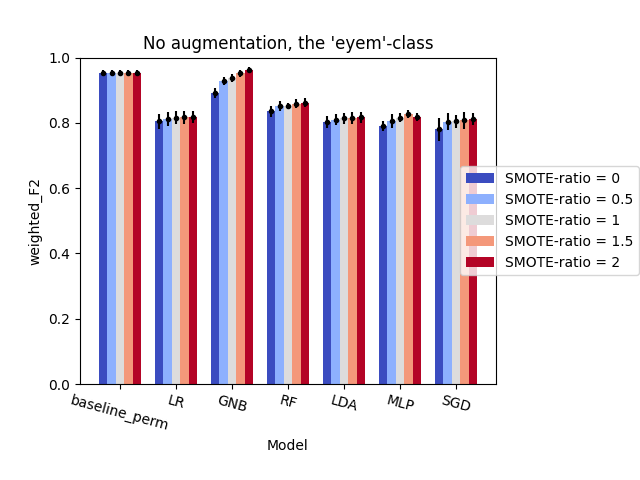 No augmentation, the 'eyem'-class
weighted_F2
1.0
0.8
0.6
0.4
0.2
0.0
SMOTE-ratio = 0
SMOTE-ratio = 0.5
SMOTE-ratio = 1
SMOTE-ratio = 1.5
SMOTE-ratio = 2
baseline_perm LR GNB RF LDA MLP SGD
Model